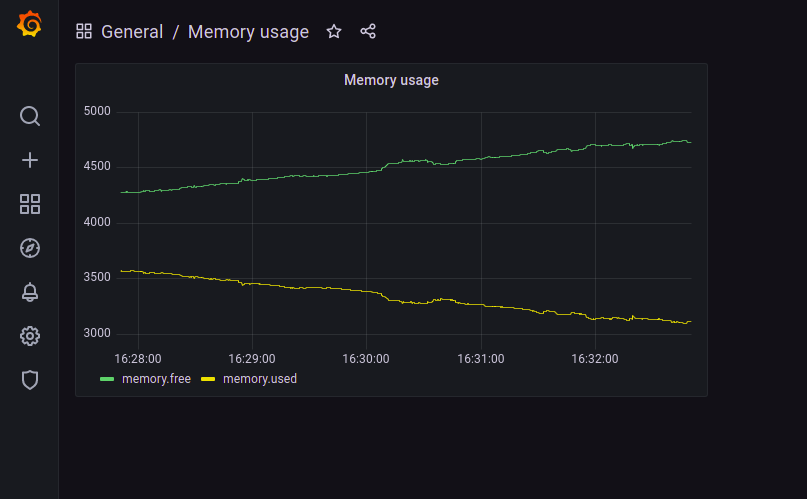 General / Memory usage
Memory usage
5000
4500
4000
3500
3000
16:28:00 16:29:00 16:30:00 16:31:00 16:32:00
memory.free memory.used